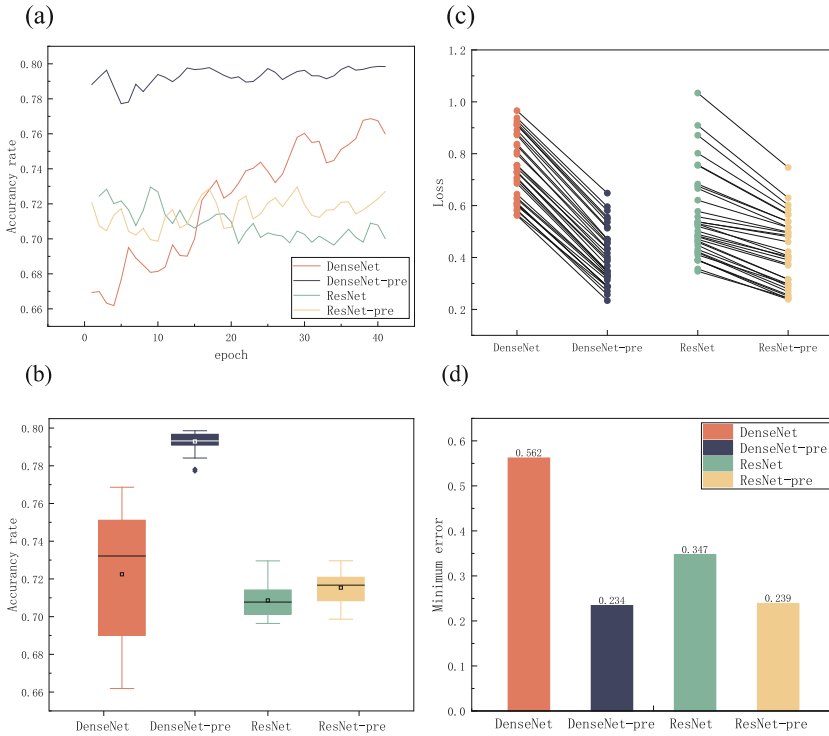 (a)
Accurancy rate
0.80
0.78
0.76
0.74
0.72
0.70
0.68
0.66
0
10
20
30
40
epoch
DenseNet
DenseNet-pre
ResNet
ResNet-pre
(c)
Loss
1.2
1.0
0.8
0.6
0.4
0.2
DenseNet
DenseNet-pre
ResNet
ResNet-pre
(b)
Accurancy rate
0.80
0.78
0.76
0.74
0.72
0.70
0.68
0.66
DenseNet
DenseNet-pre
ResNet
ResNet-pre
(d)
Minimum error
0.6
0.5
0.4
0.3
0.2
0.1
0.0
0.562
0.234
0.347
0.239
DenseNet
DenseNet-pre
ResNet
ResNet-pre
DenseNet
DenseNet-pre
ResNet
ResNet-pre